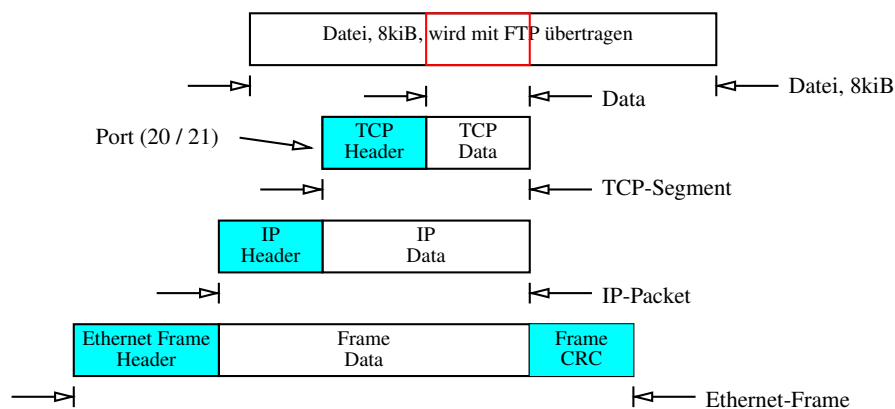 Datei, 8kiB, wird mit FTP übertragen
Datei, 8kiB
Data
Port (20 / 21)
TCP
Header
TCP
Data
TCP-Segment
IP
Header
IP
Data
IP-Packet
Ethernet Frame
Header
Frame
Data
Frame
CRC
Ethernet-Frame